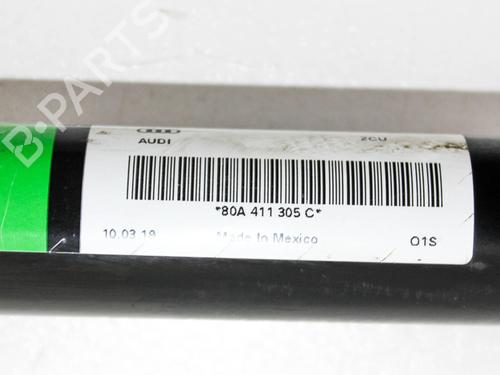 B-PARTS
AUDI
ZCU
*80A 411 305 C*
10.03.19
Made In Mexico
O1S